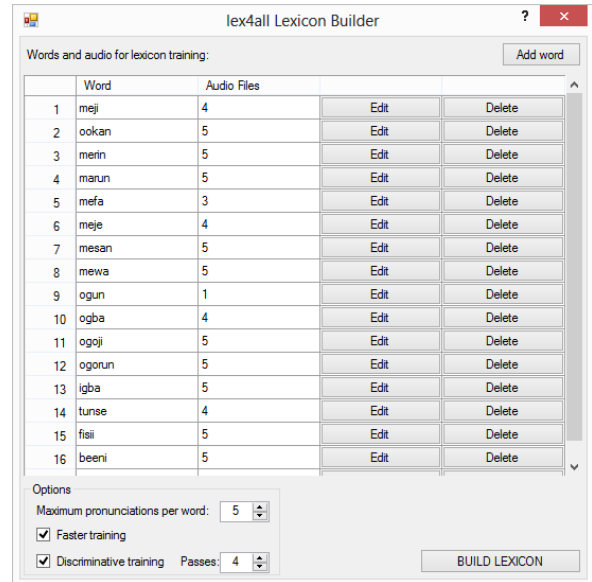 lex4all Lexicon Builder ? ×
Words and audio for lexicon training: Add word
Word Audio Files
1 meji 4 Edit Delete
2 ookan 5 Edit Delete
3 merin 5 Edit Delete
4 marun 5 Edit Delete
5 mefa 3 Edit Delete
6 meje 4 Edit Delete
7 mesan 5 Edit Delete
8 mewa 5 Edit Delete
9 ogun 1 Edit Delete
10 ogba 4 Edit Delete
11 ogoji 5 Edit Delete
12 ogorun 5 Edit Delete
13 igba 5 Edit Delete
14 tunse 4 Edit Delete
15 fisii 5 Edit Delete
16 beeni 5 Edit Delete
Options
Maximum pronunciations per word: 5
Faster training
Discriminative training Passes: 4
BUILD LEXICON